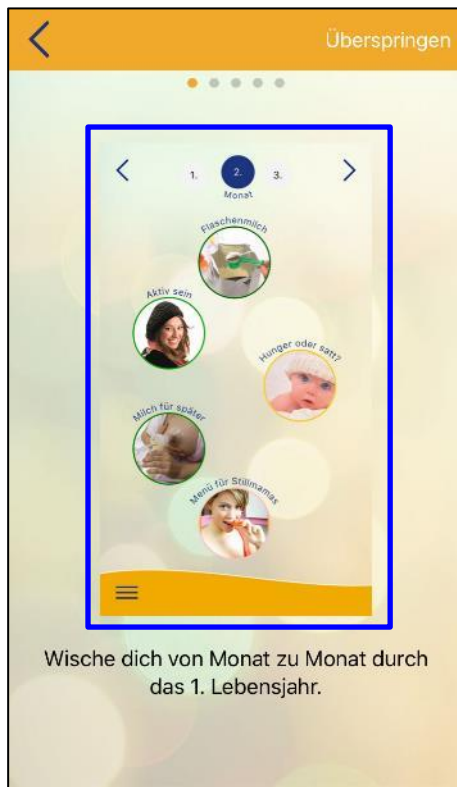 Überspringen
1. 2. 3.
Monat
Flaschenmilch
Aktiv sein
Hunger oder satt?
Milch für später
Menü für Stillmamas
Wische dich von Monat zu Monat durch
das 1. Lebensjahr.